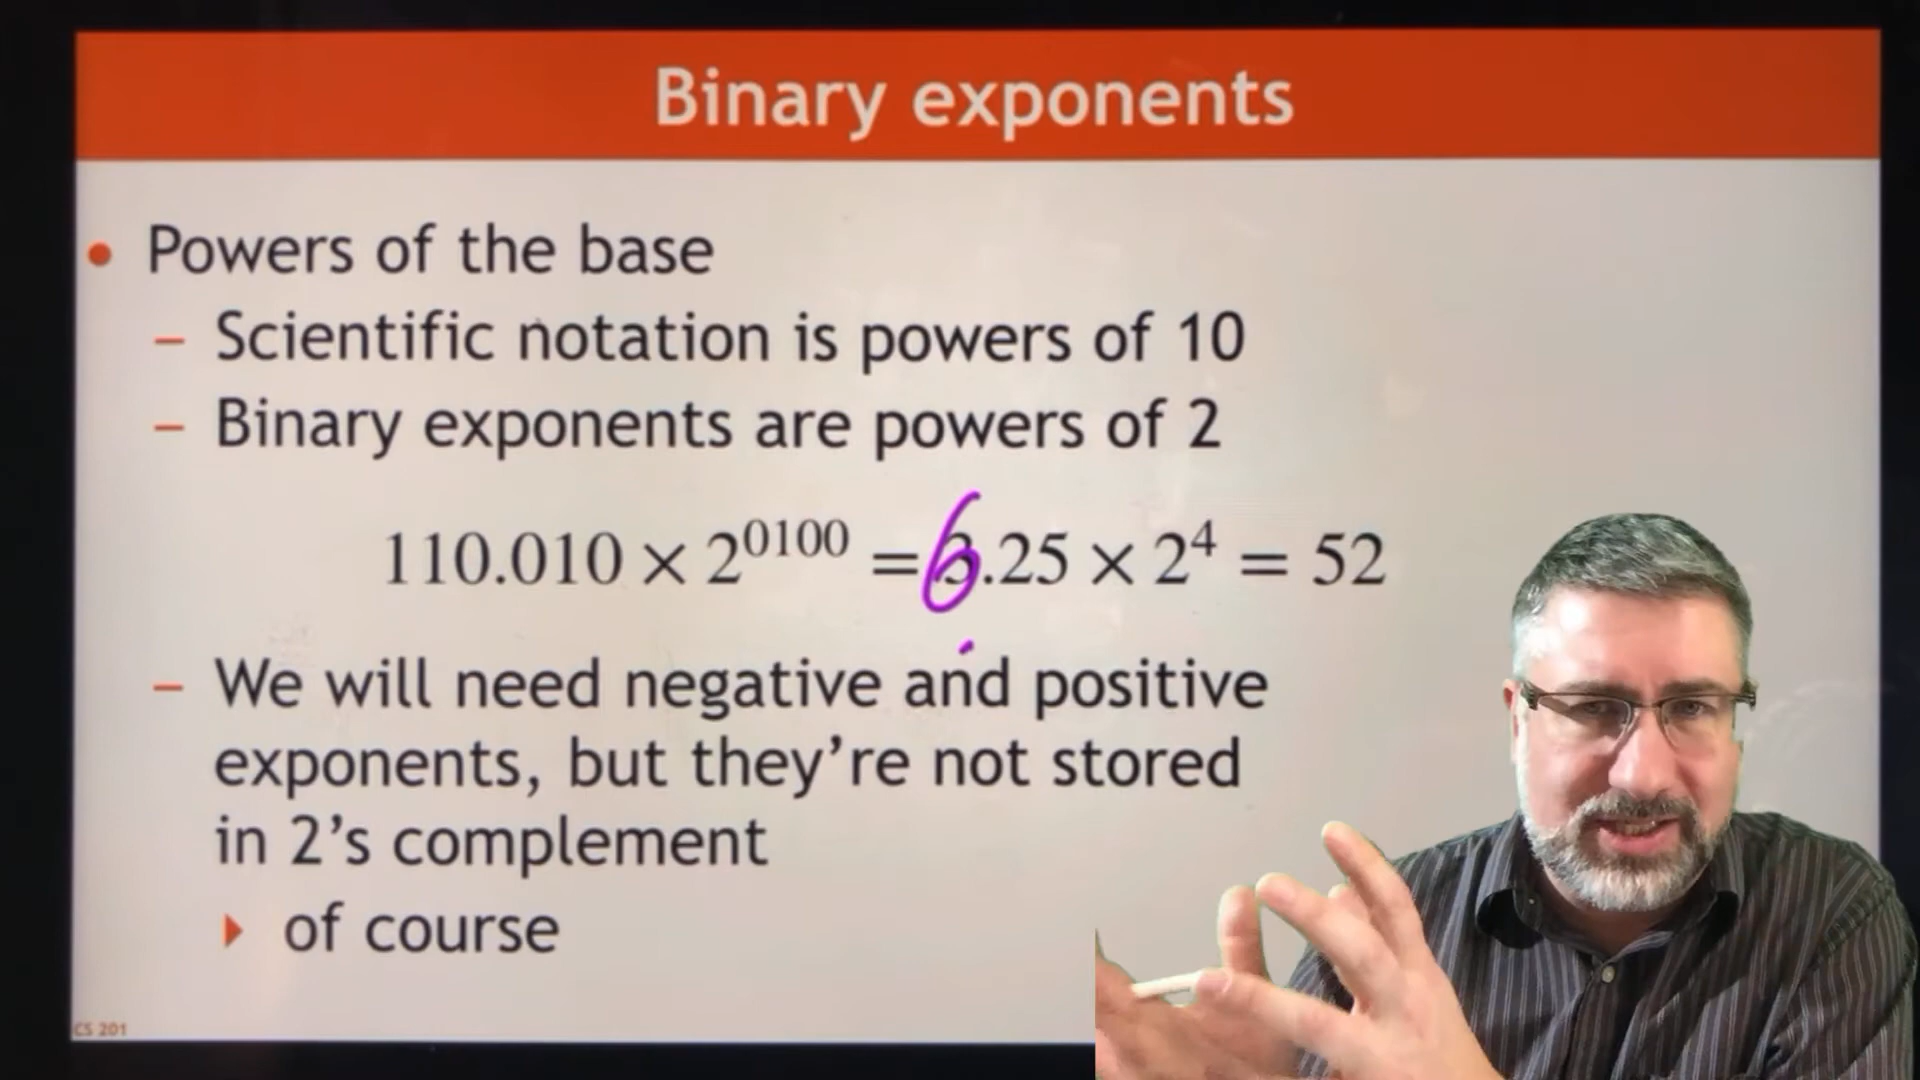 Binary exponents
• Powers of the base
– Scientific notation is powers of 10
– Binary exponents are powers of 2
110.010 × 2^0100 = 6.25 × 2^4 = 52
– We will need negative and positive
exponents, but they're not stored
in 2's complement
▸ of course
CS 201